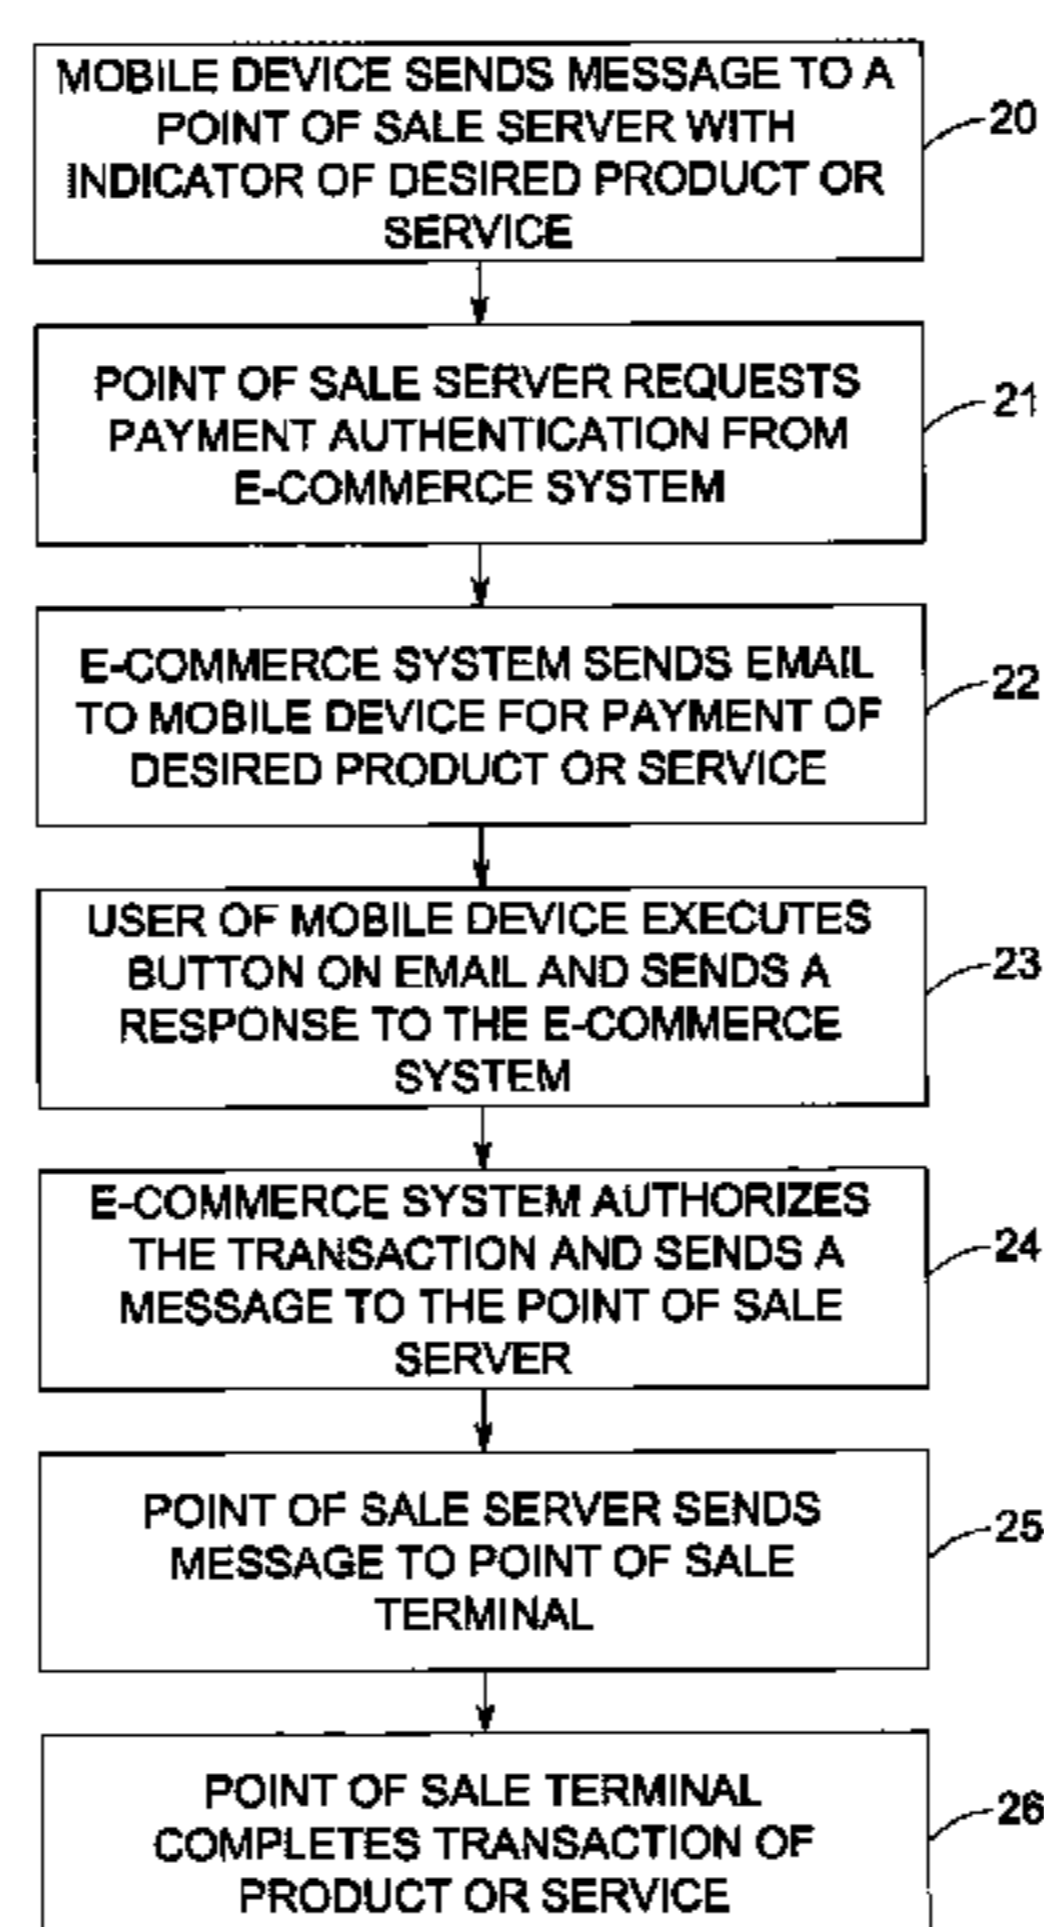 MOBILE DEVICE SENDS MESSAGE TO A
POINT OF SALE SERVER WITH
INDICATOR OF DESIRED PRODUCT OR
SERVICE
20
POINT OF SALE SERVER REQUESTS
PAYMENT AUTHENTICATION FROM
E-COMMERCE SYSTEM
21
E-COMMERCE SYSTEM SENDS EMAIL
TO MOBILE DEVICE FOR PAYMENT OF
DESIRED PRODUCT OR SERVICE
22
USER OF MOBILE DEVICE EXECUTES
BUTTON ON EMAIL AND SENDS A
RESPONSE TO THE E-COMMERCE
SYSTEM
23
E-COMMERCE SYSTEM AUTHORIZES
THE TRANSACTION AND SENDS A
MESSAGE TO THE POINT OF SALE
SERVER
24
POINT OF SALE SERVER SENDS
MESSAGE TO POINT OF SALE
TERMINAL
25
POINT OF SALE TERMINAL
COMPLETES TRANSACTION OF
PRODUCT OR SERVICE
26